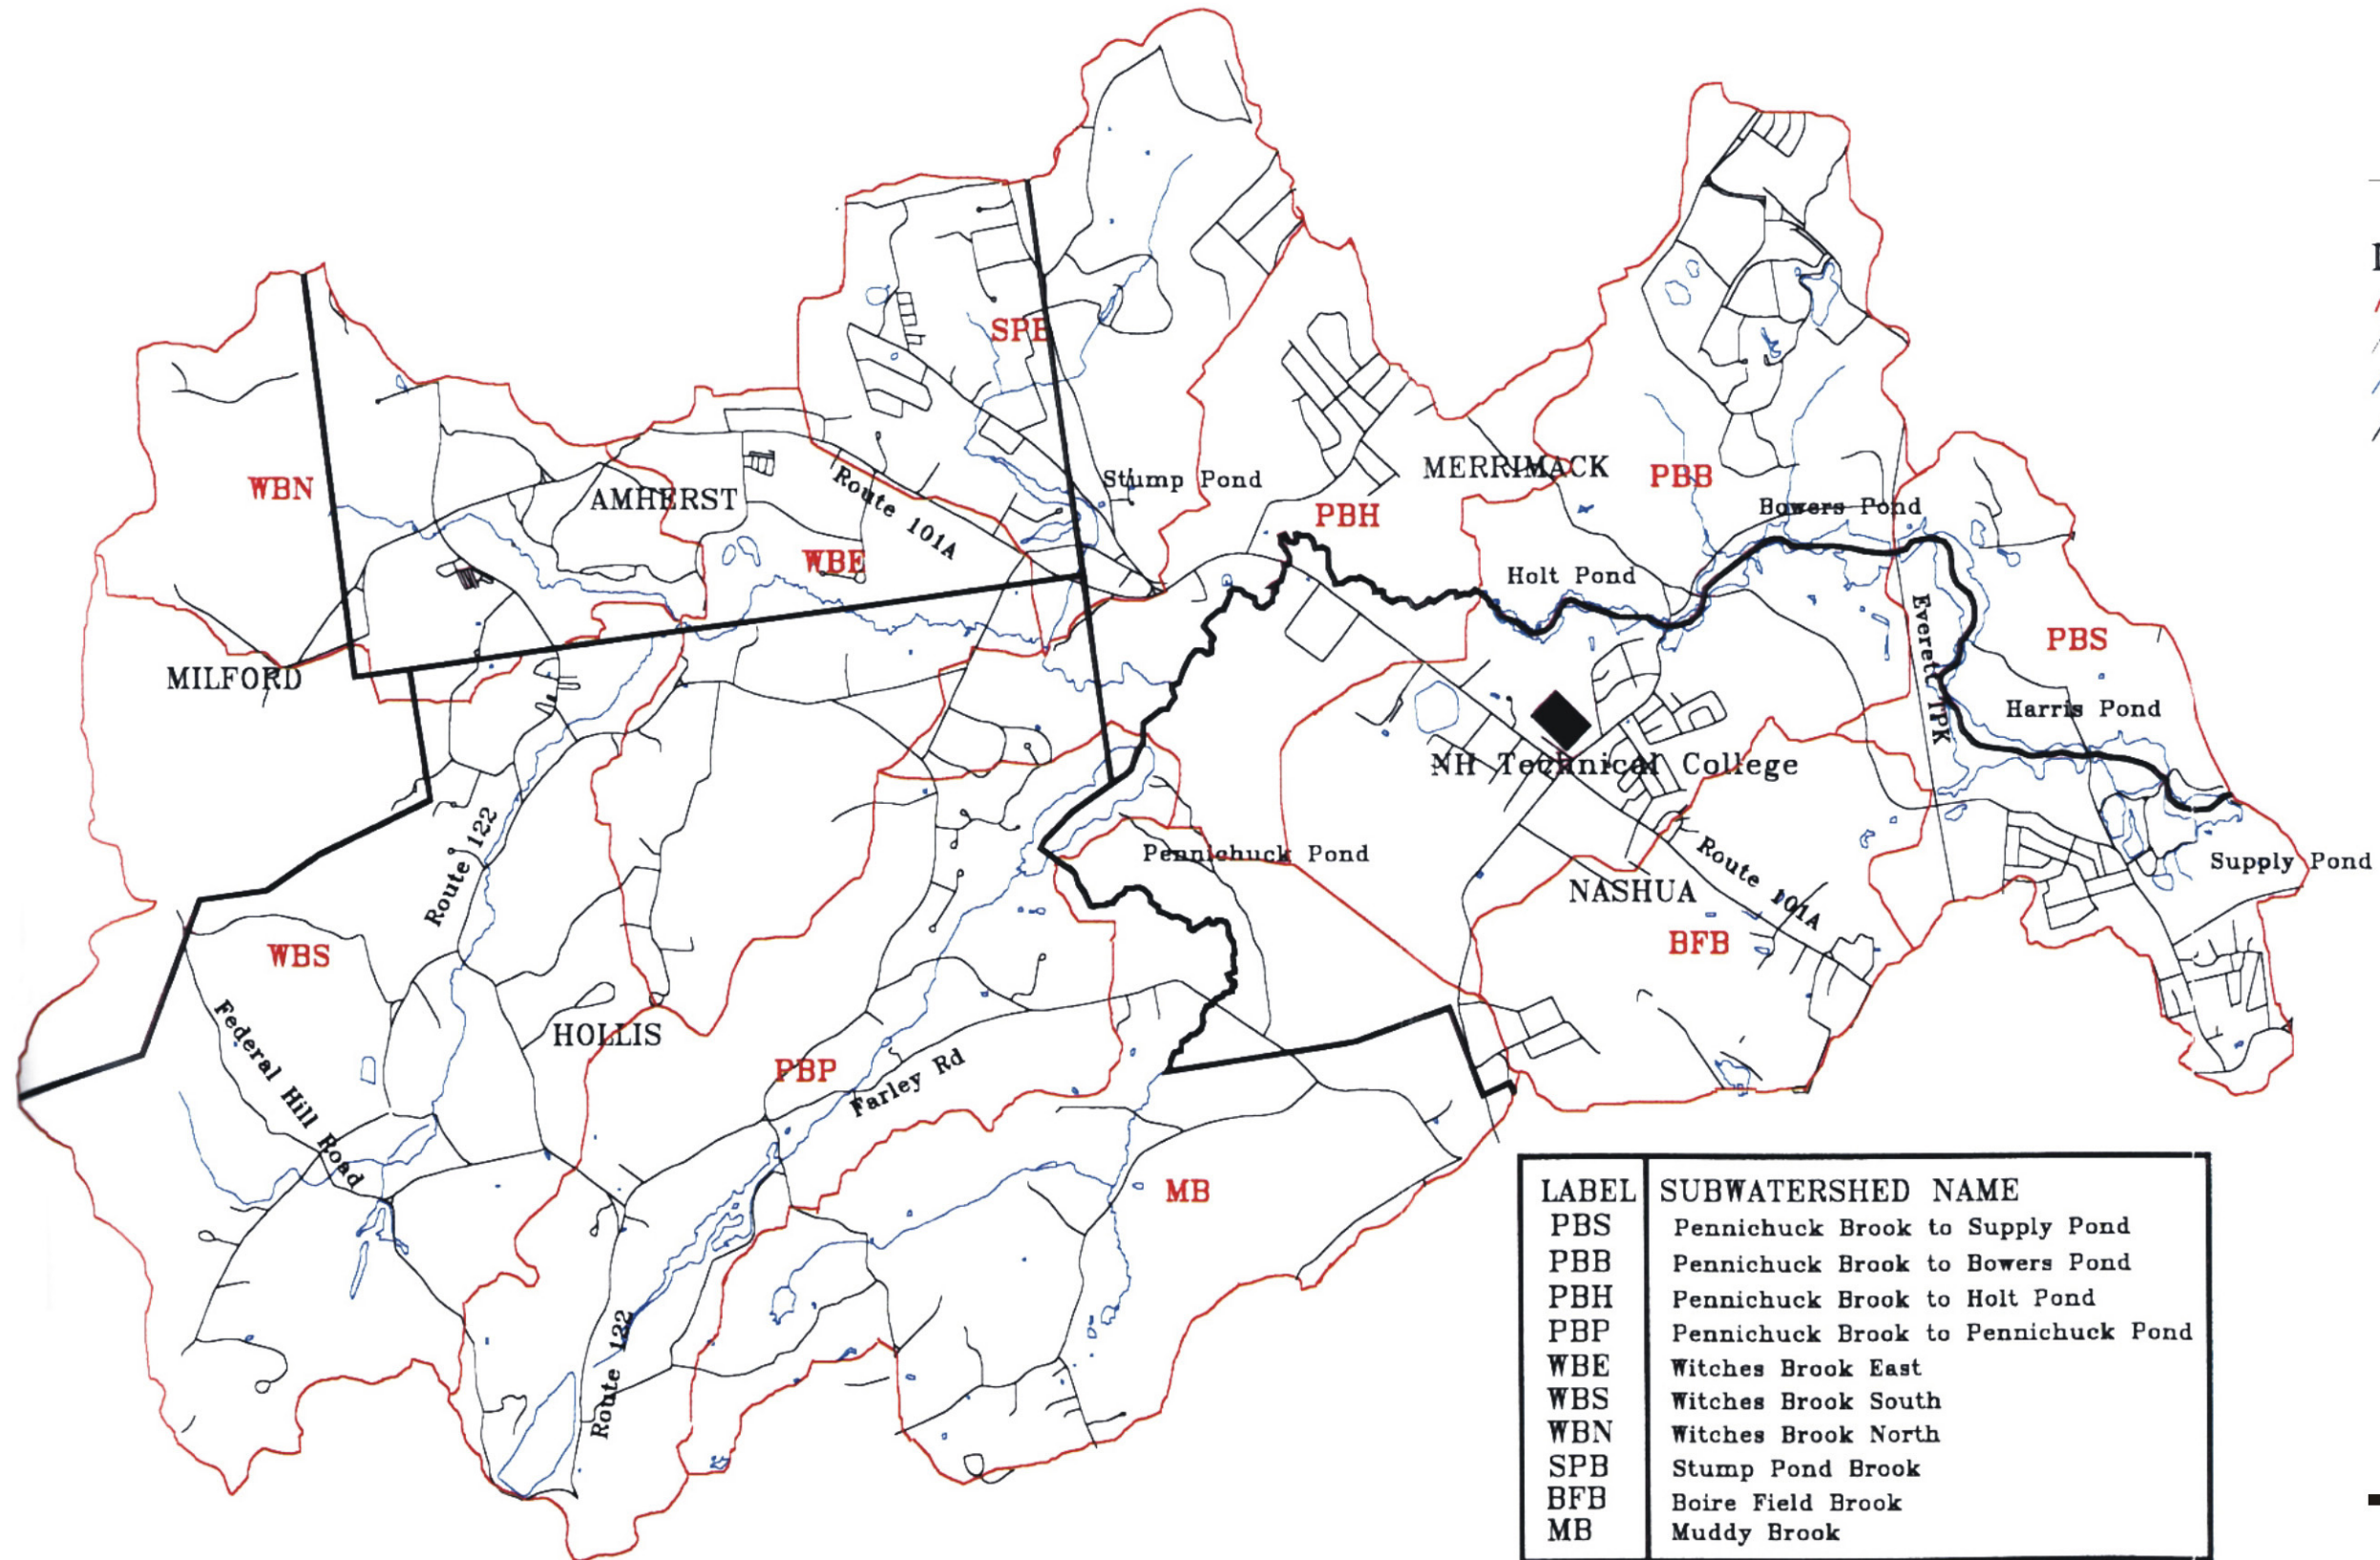 SPB
WBN
AMHERST
Route 101A
WBE
Stump Pond
PBH
MERRIMACK
PBB
Bowers Pond
Holt Pond
Everett TPK
PBS
MILFORD
Harris Pond
NH Technical College
Route 122
Pennichuck Pond
Route 101A
Supply Pond
NASHUA
BFB
WBS
Federal Hill Road
HOLLIS
PBP
Farley Rd
MB
Route 122
LABEL SUBWATERSHED NAME
PBS Pennichuck Brook to Supply Pond
PBB Pennichuck Brook to Bowers Pond
PBH Pennichuck Brook to Holt Pond
PBP Pennichuck Brook to Pennichuck Pond
WBE Witches Brook East
WBS Witches Brook South
WBN Witches Brook North
SPB Stump Pond Brook
BFB Boire Field Brook
MB Muddy Brook